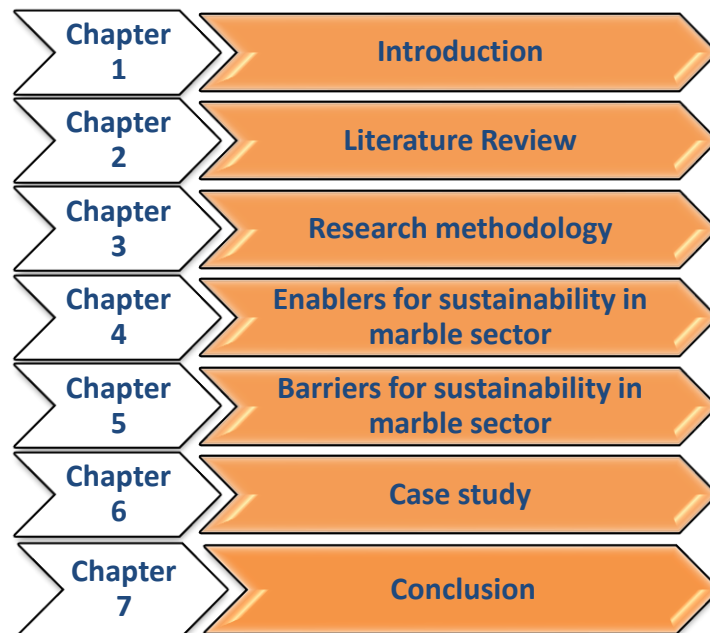 Chapter
1
Introduction
Chapter
2
Literature Review
Chapter
3
Research methodology
Chapter
4
Enablers for sustainability in
marble sector
Chapter
5
Barriers for sustainability in
marble sector
Chapter
6
Case study
Chapter
7
Conclusion